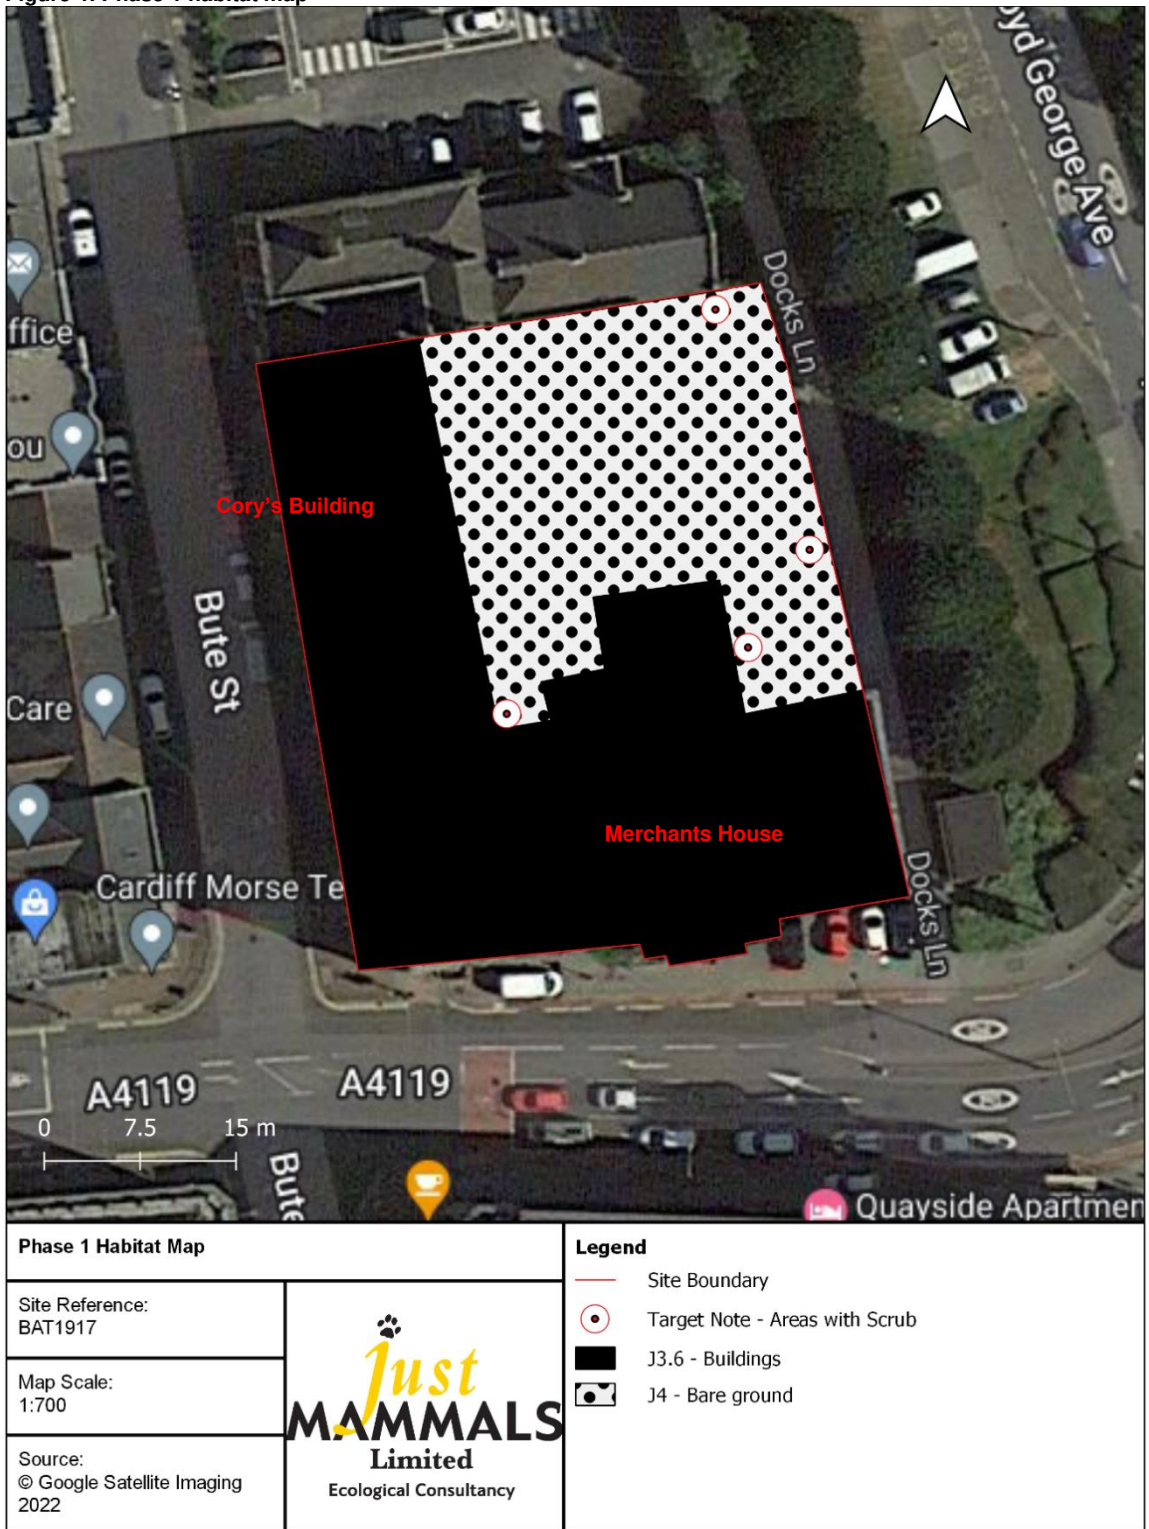 yd George Ave
Docks Ln
ffice
ou
Cory's Building
Bute St
Care
Merchants House
Cardiff Morse Te
Docks Ln
A4119
A4119
0 7.5 15 m
Bute
Quayside Apartmen
Phase 1 Habitat Map
Site Reference:
BAT1917
Map Scale:
1:700
Source:
© Google Satellite Imaging
2022
just
MAMMALS
Limited
Ecological Consultancy
Legend
Site Boundary
Target Note - Areas with Scrub
J3.6 - Buildings
J4 - Bare ground